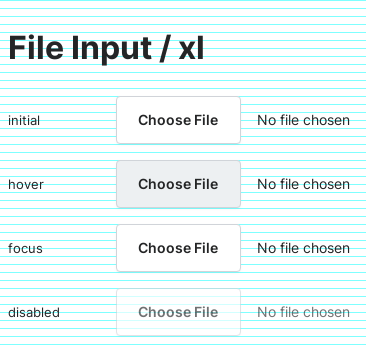 File Input / xl
initial Choose File No file chosen
hover Choose File No file chosen
focus Choose File No file chosen
disabled Choose File No file chosen